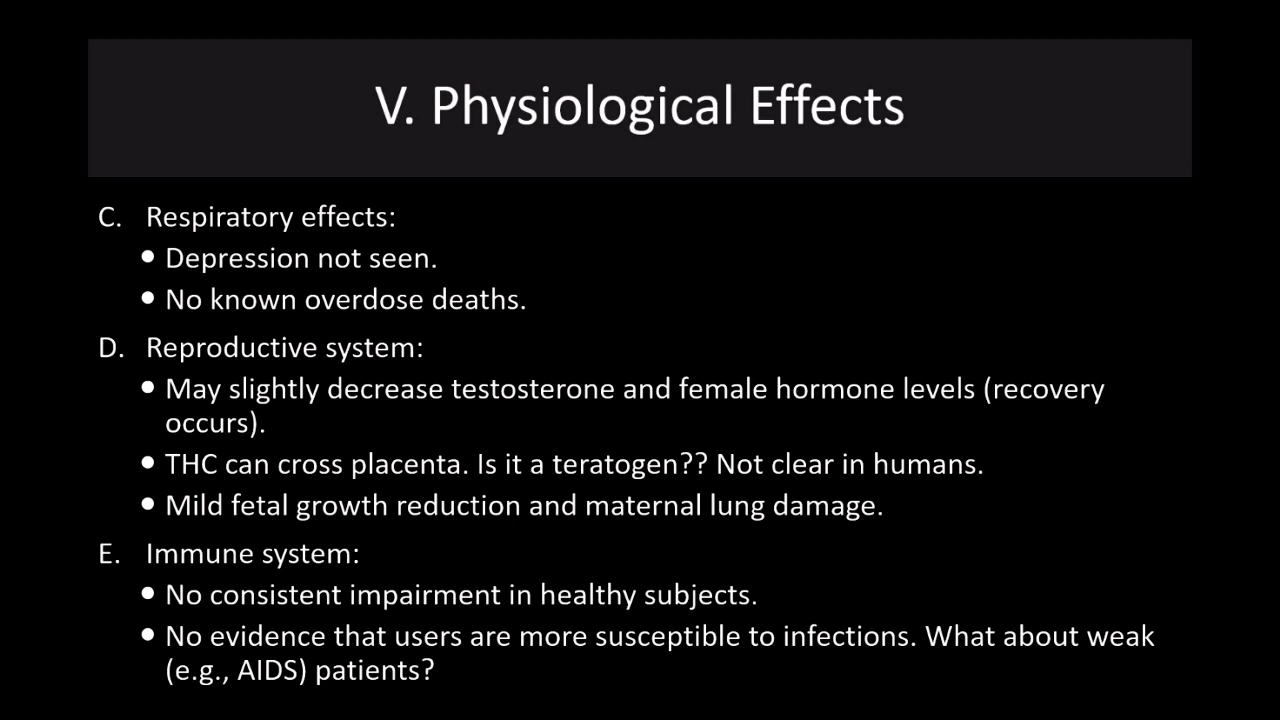 V. Physiological Effects
C. Respiratory effects:
• Depression not seen.
• No known overdose deaths.
D. Reproductive system:
• May slightly decrease testosterone and female hormone levels (recovery
occurs).
• THC can cross placenta. Is it a teratogen?? Not clear in humans.
• Mild fetal growth reduction and maternal lung damage.
E. Immune system:
• No consistent impairment in healthy subjects.
• No evidence that users are more susceptible to infections. What about weak
(e.g., AIDS) patients?